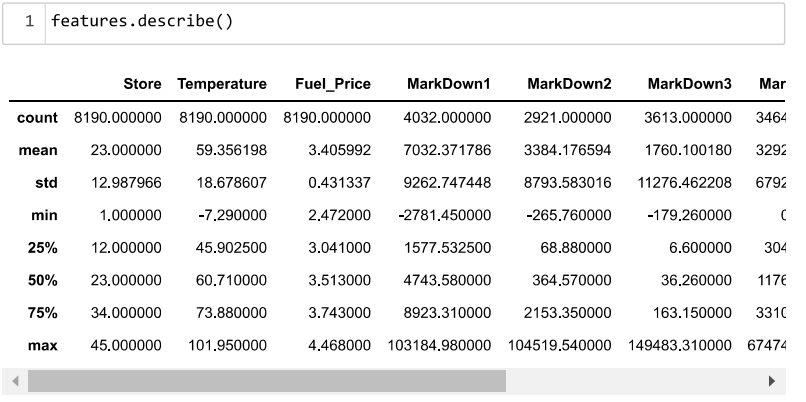 1 features.describe()
Store Temperature Fuel_Price MarkDown1 MarkDown2 MarkDown3 Mar
count 8190.000000 8190.000000 8190.000000 4032.000000 2921.000000 3613.000000 3464
mean 23.000000 59.356198 3.405992 7032.371786 3384.176594 1760.100180 3292
std 12.987966 18.678607 0.431337 9262.747448 8793.583016 11276.462208 6792
min 1.000000 -7.290000 2.472000 -2781.450000 -265.760000 -179.260000 0
25% 12.000000 45.902500 3.041000 1577.532500 68.880000 6.600000 304
50% 23.000000 60.710000 3.513000 4743.580000 364.570000 36.260000 1176
75% 34.000000 73.880000 3.743000 8923.310000 2153.350000 163.150000 3310
max 45.000000 101.950000 4.468000 103184.980000 104519.540000 149483.310000 67474